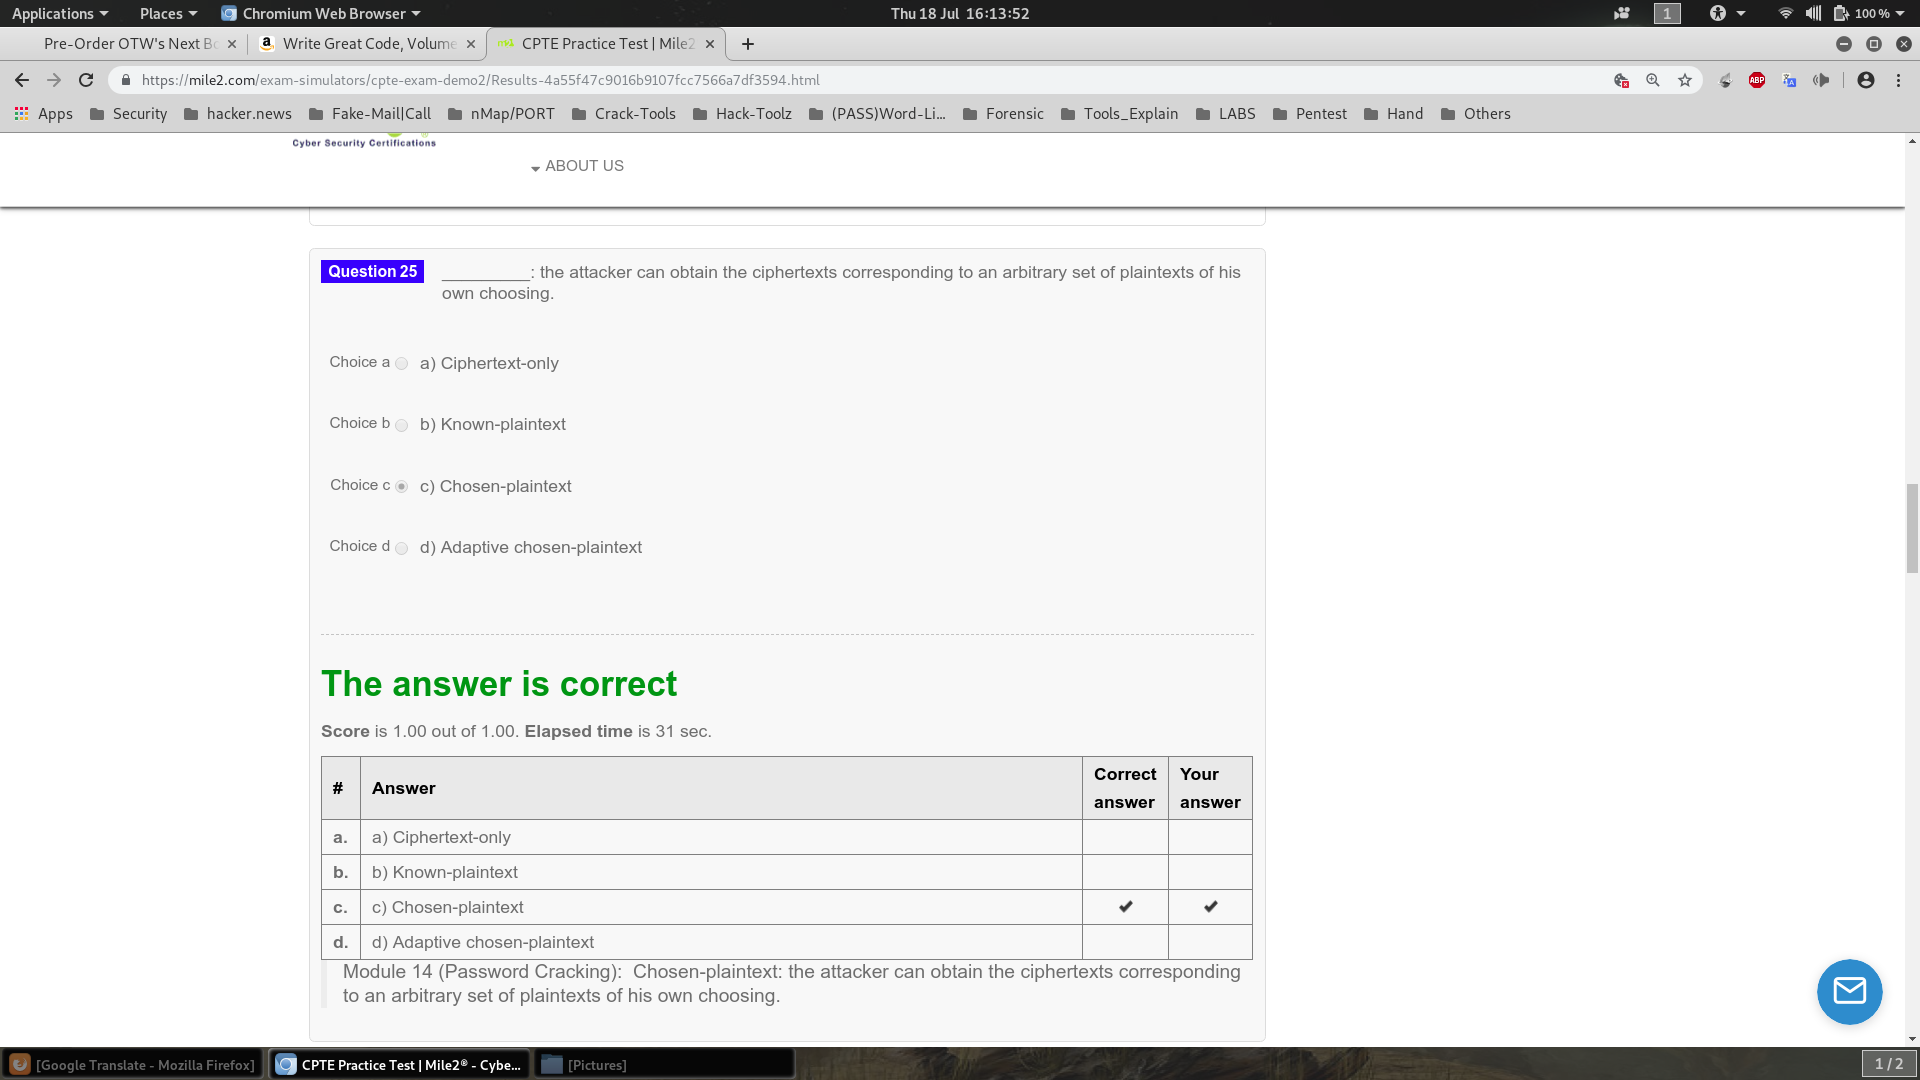 Applications Places Chromium Web Browser Thu 18 Jul 16:13:52 1 100 %
Pre-Order OTW's Next Bo Write Great Code, Volume CPTE Practice Test | Mile2
https://mile2.com/exam-simulators/cpte-exam-demo2/Results-4a55f47c9016b9107fcc7566a7df3594.html ABP
Apps Security hacker.news Fake-Mail|Call nMap/PORT Crack-Tools Hack-Toolz (PASS)Word-Li... Forensic Tools_Explain LABS Pentest Hand Others
Cyber Security Certifications
ABOUT US
Question 25 _________: the attacker can obtain the ciphertexts corresponding to an arbitrary set of plaintexts of his
own choosing.
Choice a a) Ciphertext-only
Choice b b) Known-plaintext
Choice c c) Chosen-plaintext
Choice d d) Adaptive chosen-plaintext
The answer is correct
Score is 1.00 out of 1.00. Elapsed time is 31 sec.
# Answer Correct answer Your answer
a. a) Ciphertext-only
b. b) Known-plaintext
c. c) Chosen-plaintext ✔ ✔
d. d) Adaptive chosen-plaintext
Module 14 (Password Cracking): Chosen-plaintext: the attacker can obtain the ciphertexts corresponding
to an arbitrary set of plaintexts of his own choosing.
[Google Translate - Mozilla Firefox] CPTE Practice Test | Mile2® - Cybe... [Pictures] 1 / 2